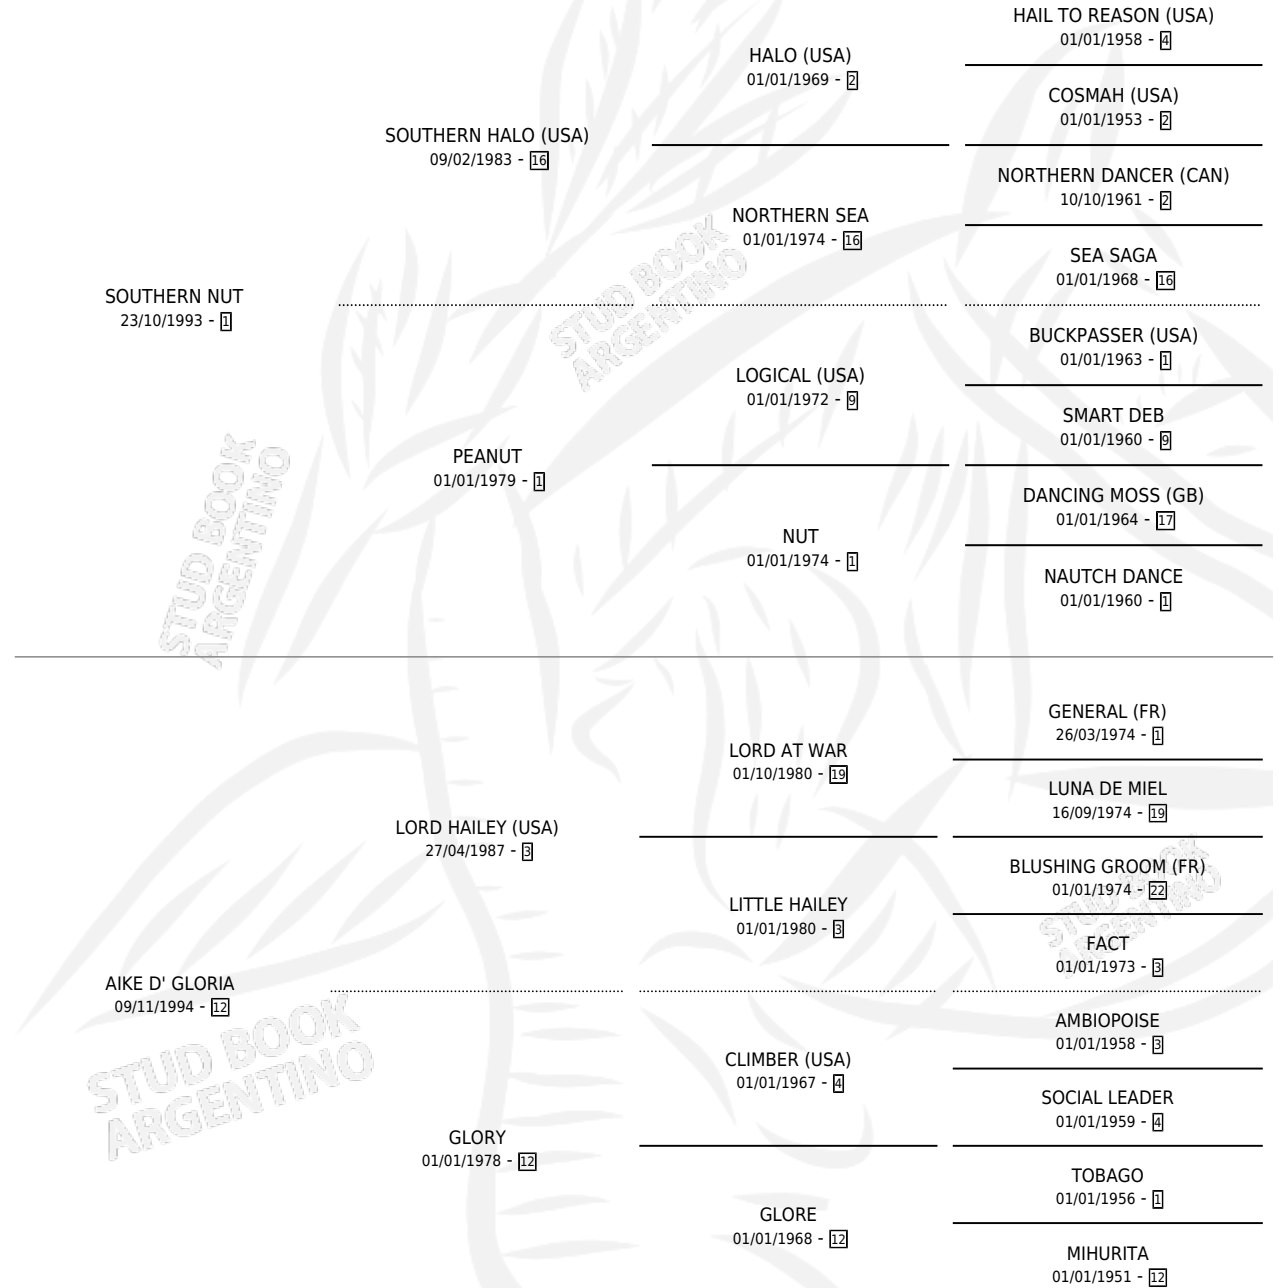 HAIL TO REASON (USA)
01/01/1958 - 4
HALO (USA)
01/01/1969 - 2
COSMAH (USA)
01/01/1953 - 2
SOUTHERN HALO (USA)
09/02/1983 - 16
NORTHERN DANCER (CAN)
10/10/1961 - 2
NORTHERN SEA
01/01/1974 - 16
SEA SAGA
01/01/1968 - 16
SOUTHERN NUT
23/10/1993 - 1
BUCKPASSER (USA)
01/01/1963 - 1
LOGICAL (USA)
01/01/1972 - 9
SMART DEB
01/01/1960 - 9
PEANUT
01/01/1979 - 1
DANCING MOSS (GB)
01/01/1964 - 17
NUT
01/01/1974 - 1
NAUTCH DANCE
01/01/1960 - 1
GENERAL (FR)
26/03/1974 - 1
LORD AT WAR
01/10/1980 - 19
LUNA DE MIEL
16/09/1974 - 19
LORD HAILEY (USA)
27/04/1987 - 3
BLUSHING GROOM (FR)
01/01/1974 - 22
LITTLE HAILEY
01/01/1980 - 3
FACT
01/01/1973 - 3
AIKE D' GLORIA
09/11/1994 - 12
AMBIOPOISE
01/01/1958 - 3
CLIMBER (USA)
01/01/1967 - 4
SOCIAL LEADER
01/01/1959 - 4
GLORY
01/01/1978 - 12
TOBAGO
01/01/1956 - 1
GLORE
01/01/1968 - 12
MIHURITA
01/01/1951 - 12
STUD BOOK
ARGENTINO
STUD BOOK
ARGENTINO
STUD BOOK
ARGENTINO
STUD BOOK
ARGENTINO